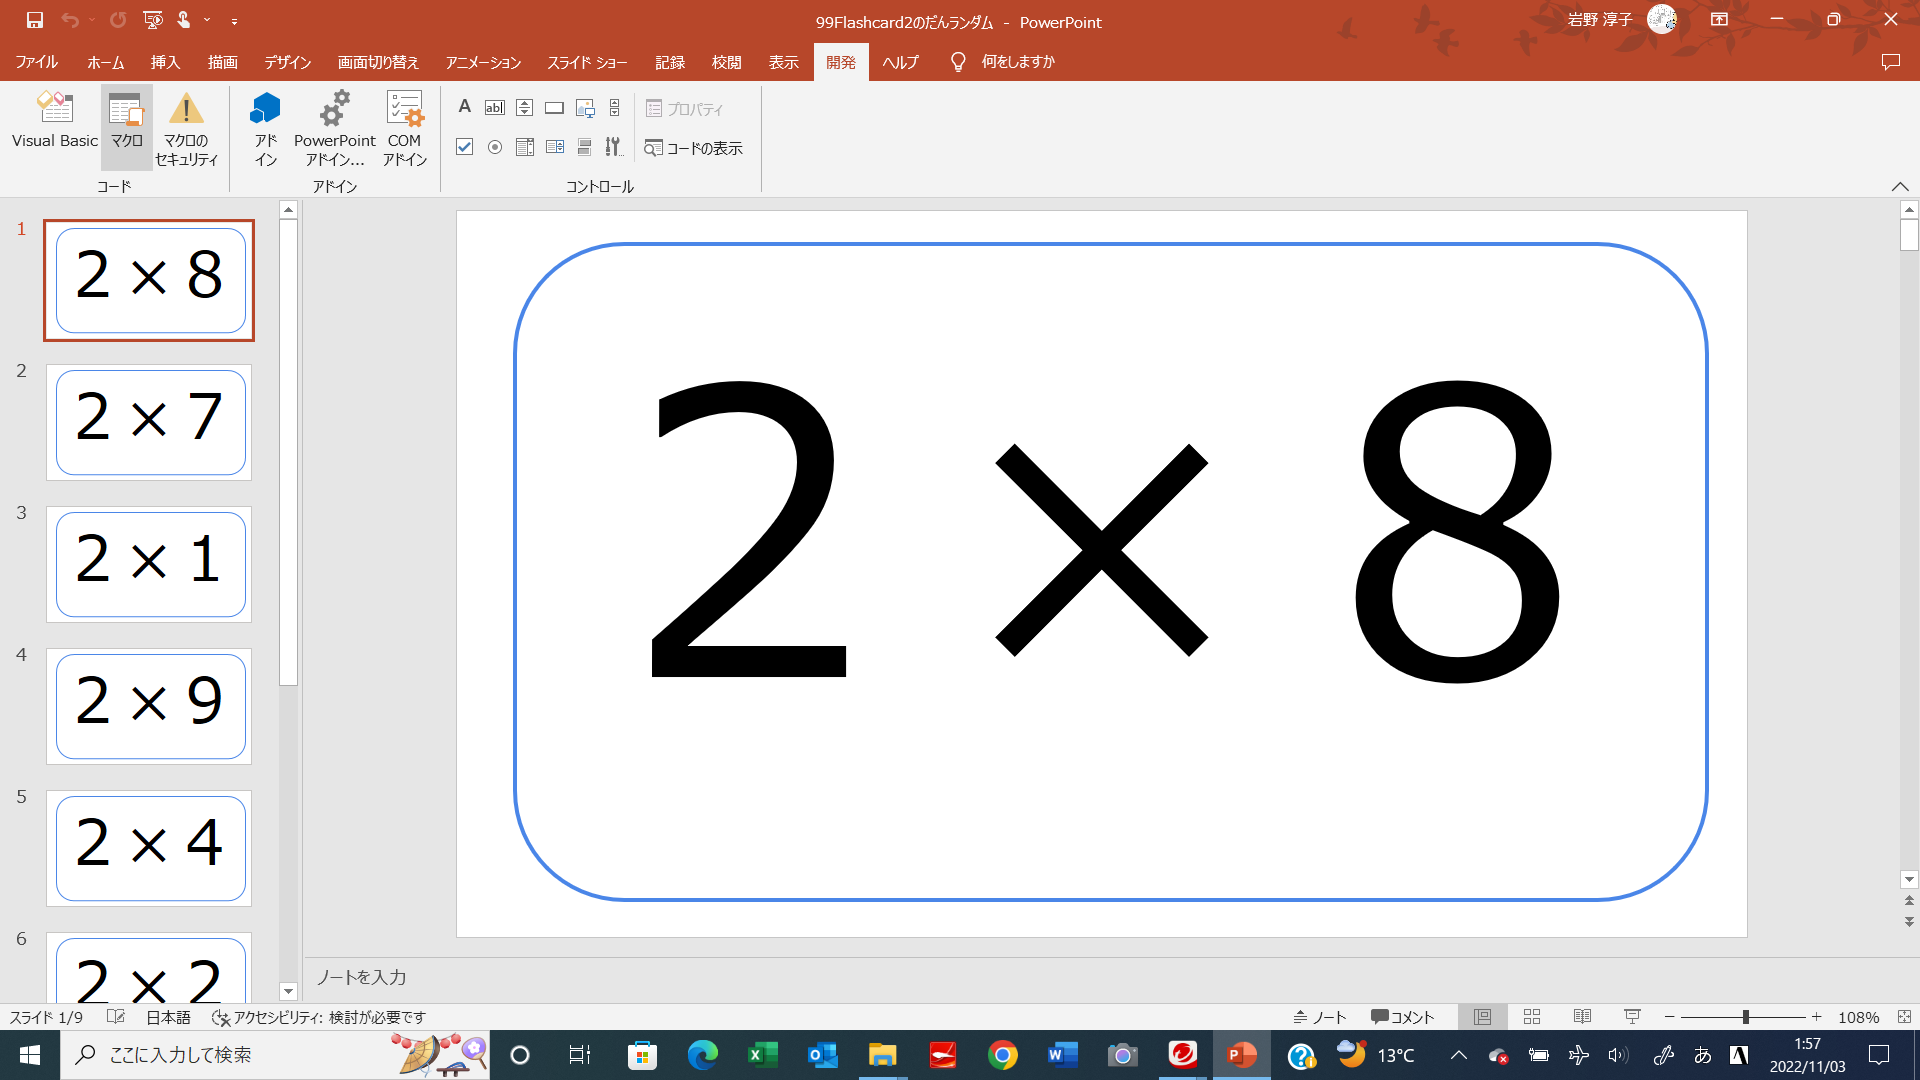 99Flashcard2のだんランダム - PowerPoint
岩野 淳子
ファイル ホーム 挿入 描画 デザイン 画面切り替え アニメーション スライド ショー 記録 校閲 表示 開発 ヘルプ 何をしますか
Visual Basic
マクロ
マクロの
セキュリティ
コード
アド
イン
PowerPoint
アドイン...
COM
アドイン
アドイン
A
ab|
プロパティ
コードの表示
コントロール
1
2 × 8
2
2 × 7
3
2 × 1
4
2 × 9
5
2 × 4
6
2 × 2
2 × 8
ノートを入力
スライド 1/9 日本語 アクセシビリティ: 検討が必要です
ノート コメント 108%
ここに入力して検索
13°C
あ A
1:57
2022/11/03